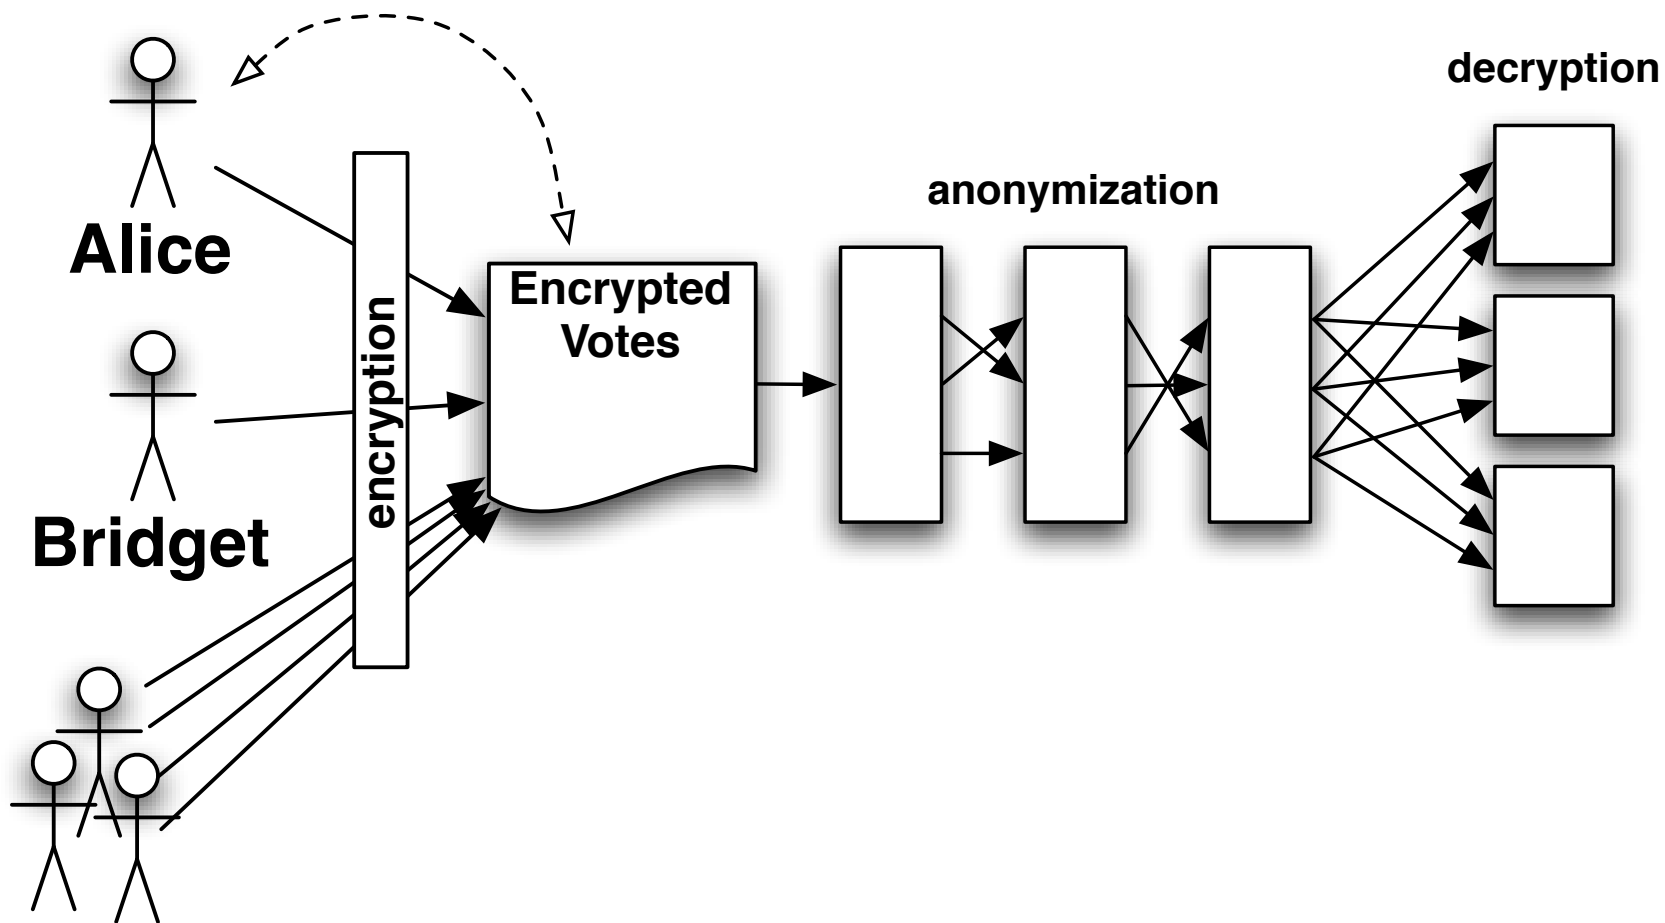 decryption
anonymization
Alice
Encrypted
Votes
encryption
Bridget